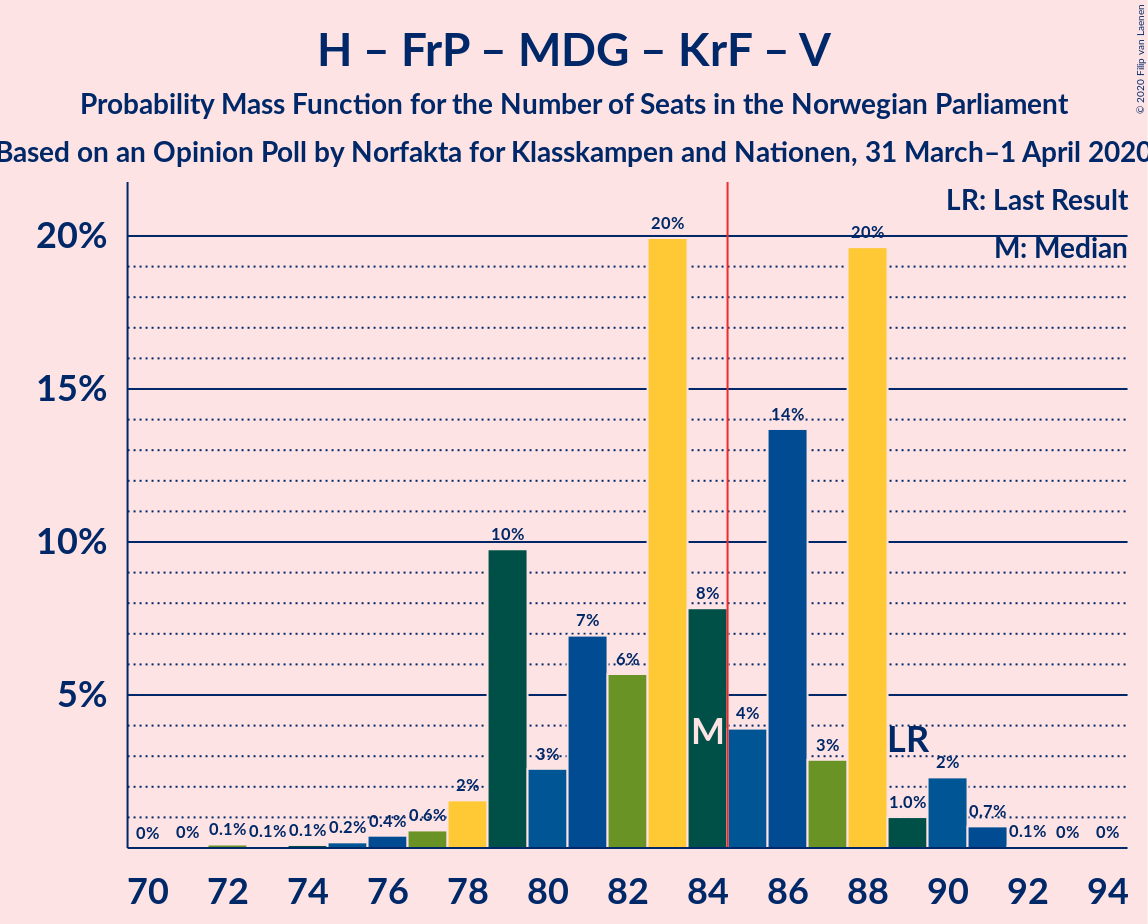 H – FrP – MDG – KrF – V
Probability Mass Function for the Number of Seats in the Norwegian Parliament
Based on an Opinion Poll by Norfakta for Klasskampen and Nationen, 31 March–1 April 2020
© 2020 Filip van Laenen
LR: Last Result
M: Median
20%
15%
10%
5%
0% 0% 0.1% 0.1% 0.1% 0.2% 0.4% 0.6% 2% 10% 3% 7% 6% 20% 8% 4% 14% 3% 20% 1.0% 2% 0.7% 0.1% 0% 0%
M
LR
70 72 74 76 78 80 82 84 86 88 90 92 94